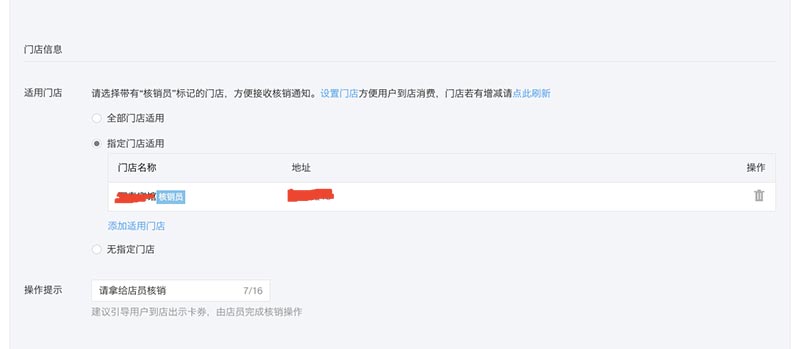 门店信息
适用门店 请选择带有“核销员”标记的门店，方便接收核销通知。设置门店方便用户到店消费，门店若有增减请点此刷新
全部门店适用
指定门店适用
门店名称 地址 操作
核销员
添加适用门店
无指定门店
操作提示 请拿给店员核销 7/16
建议引导用户到店出示卡券，由店员完成核销操作